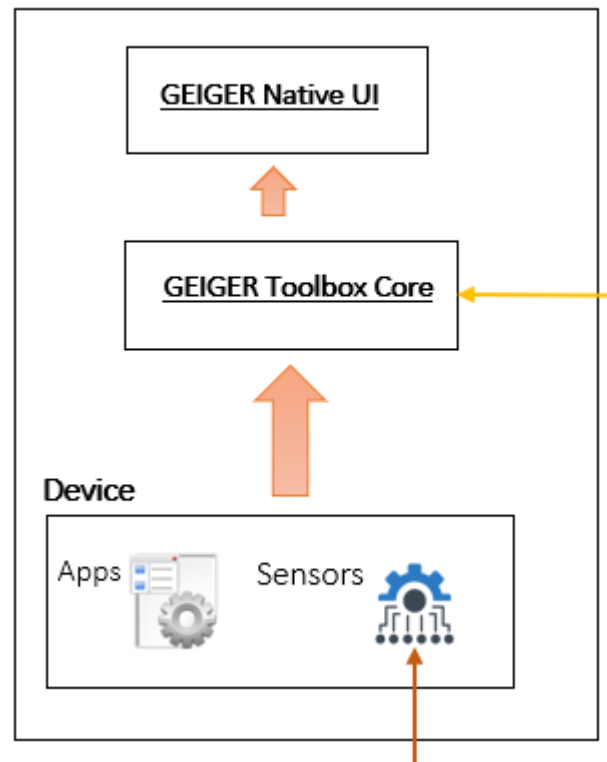 GEIGER Native UI
GEIGER Toolbox Core
Device
Apps
Sensors